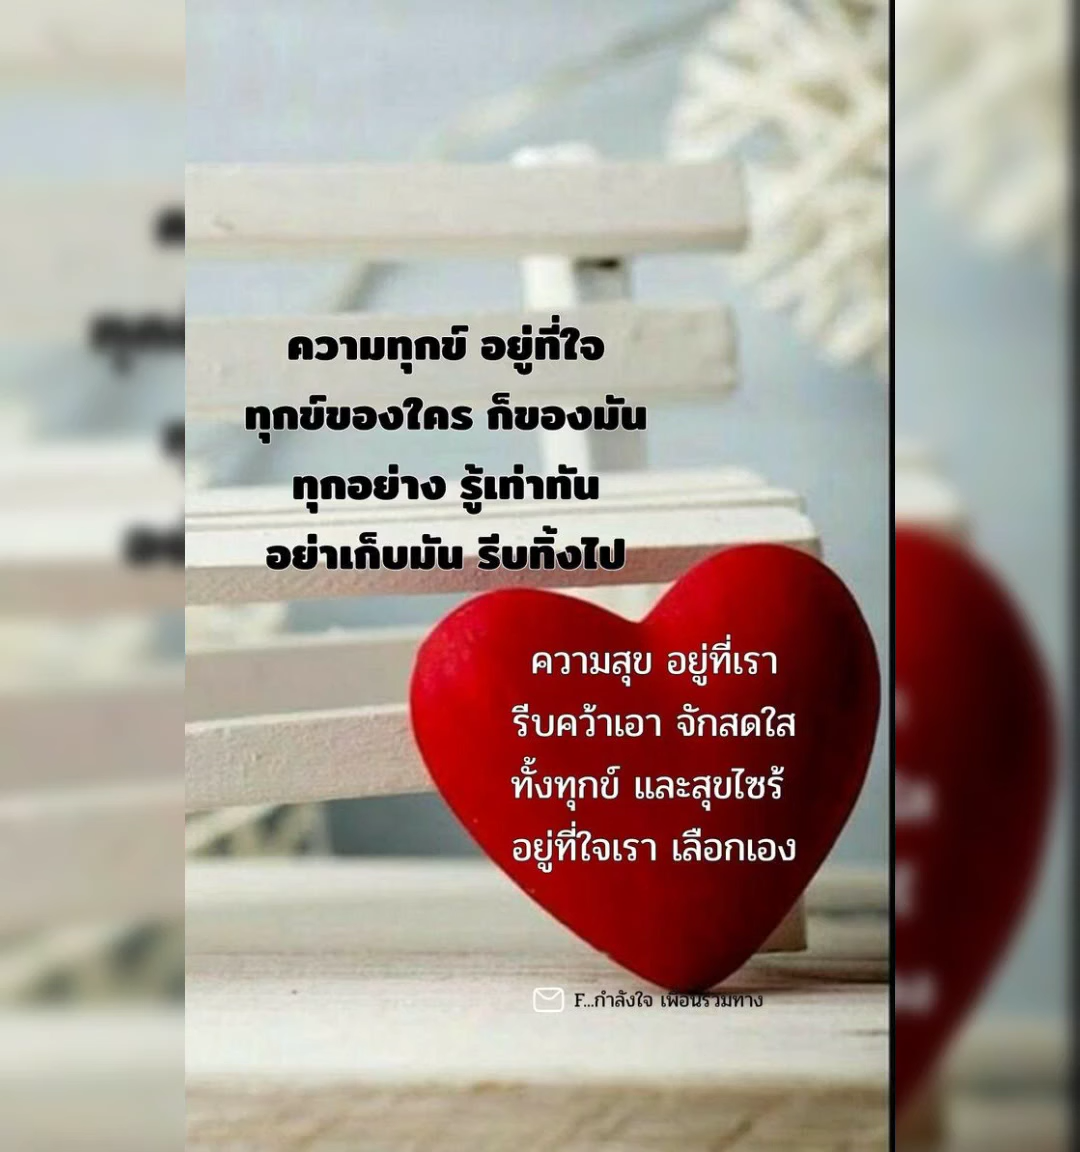 ความทุกข์ อยู่ที่ใจ
ทุกข์ของใคร ก็ของมัน
ทุกอย่าง รู้เท่าทัน
อย่าเก็บมัน รีบทิ้งไป
ความสุข อยู่ที่เรา
รีบคว้าเอา จักสดใส
ทั้งทุกข์ และสุขไซร้
อยู่ที่ใจเรา เลือกเอง
F...กำลังใจ เพื่อนร่วมทาง